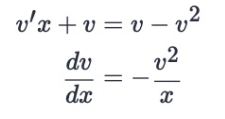 v′x + v = v − v²
dv/dx = −v²/x